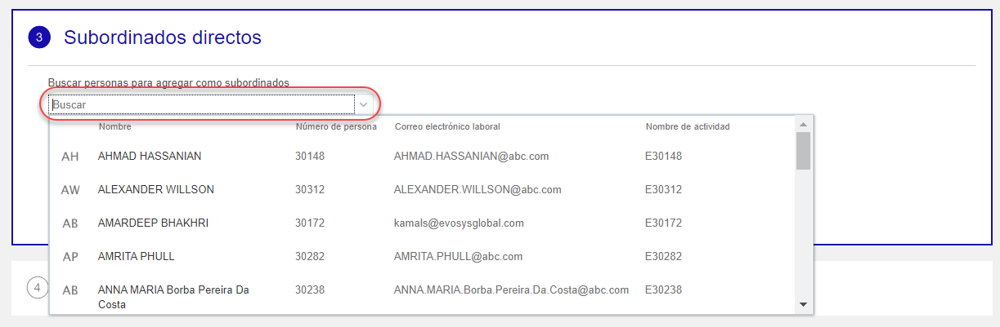 3 Subordinados directos
Buscar personas para agregar como subordinados
Buscar
Nombre Número de persona Correo electrónico laboral Nombre de actividad
AH AHMAD HASSANIAN 30148 AHMAD.HASSANIAN@abc.com E30148
AW ALEXANDER WILLSON 30312 ALEXANDER.WILLSON@abc.com E30312
AB AMARDEEP BHAKHRI 30172 kamals@evosysglobal.com E30172
AP AMRITA PHULL 30282 AMRITA.PHULL@abc.com E30282
AB ANNA MARIA Borba Pereira Da 30238 ANNA.MARIA.Borba.Pereira.Da.Costa@abc.com E30238
Costa
4